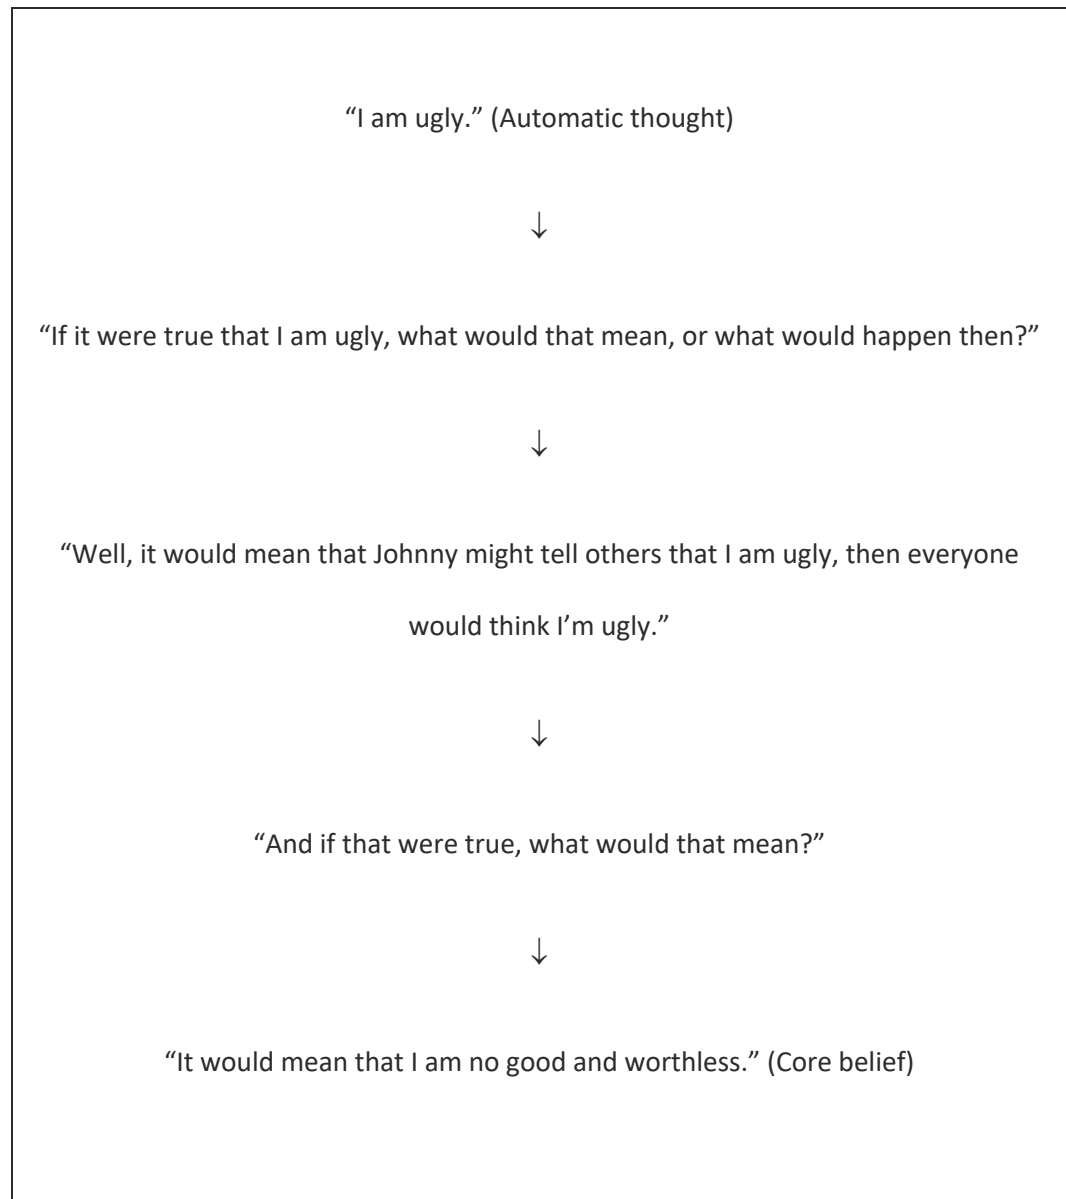 “I am ugly.” (Automatic thought)
↓
“If it were true that I am ugly, what would that mean, or what would happen then?”
↓
“Well, it would mean that Johnny might tell others that I am ugly, then everyone
would think I’m ugly.”
↓
“And if that were true, what would that mean?”
↓
“It would mean that I am no good and worthless.” (Core belief)